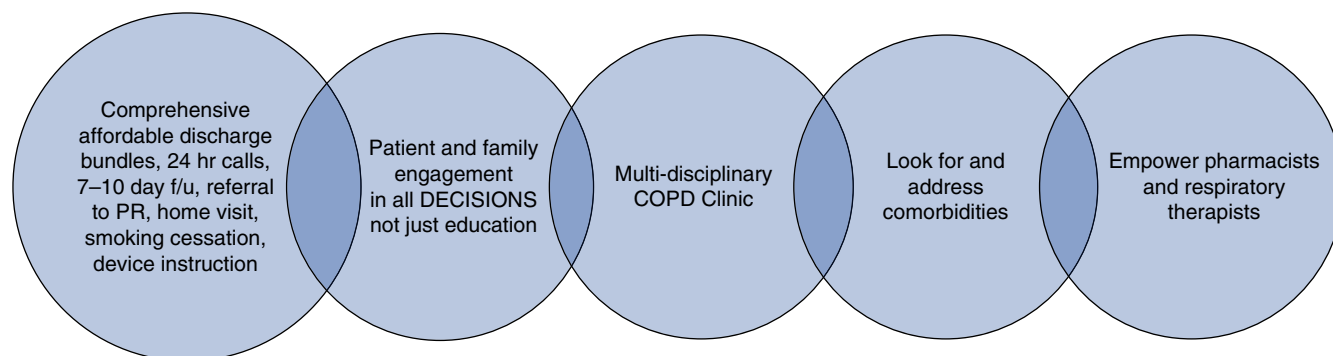 Comprehensive
affordable discharge
bundles, 24 hr calls,
7–10 day f/u, referral
to PR, home visit,
smoking cessation,
device instruction
Patient and family
engagement
in all DECISIONS
not just education
Multi-disciplinary
COPD Clinic
Look for and
address
comorbidities
Empower pharmacists
and respiratory
therapists